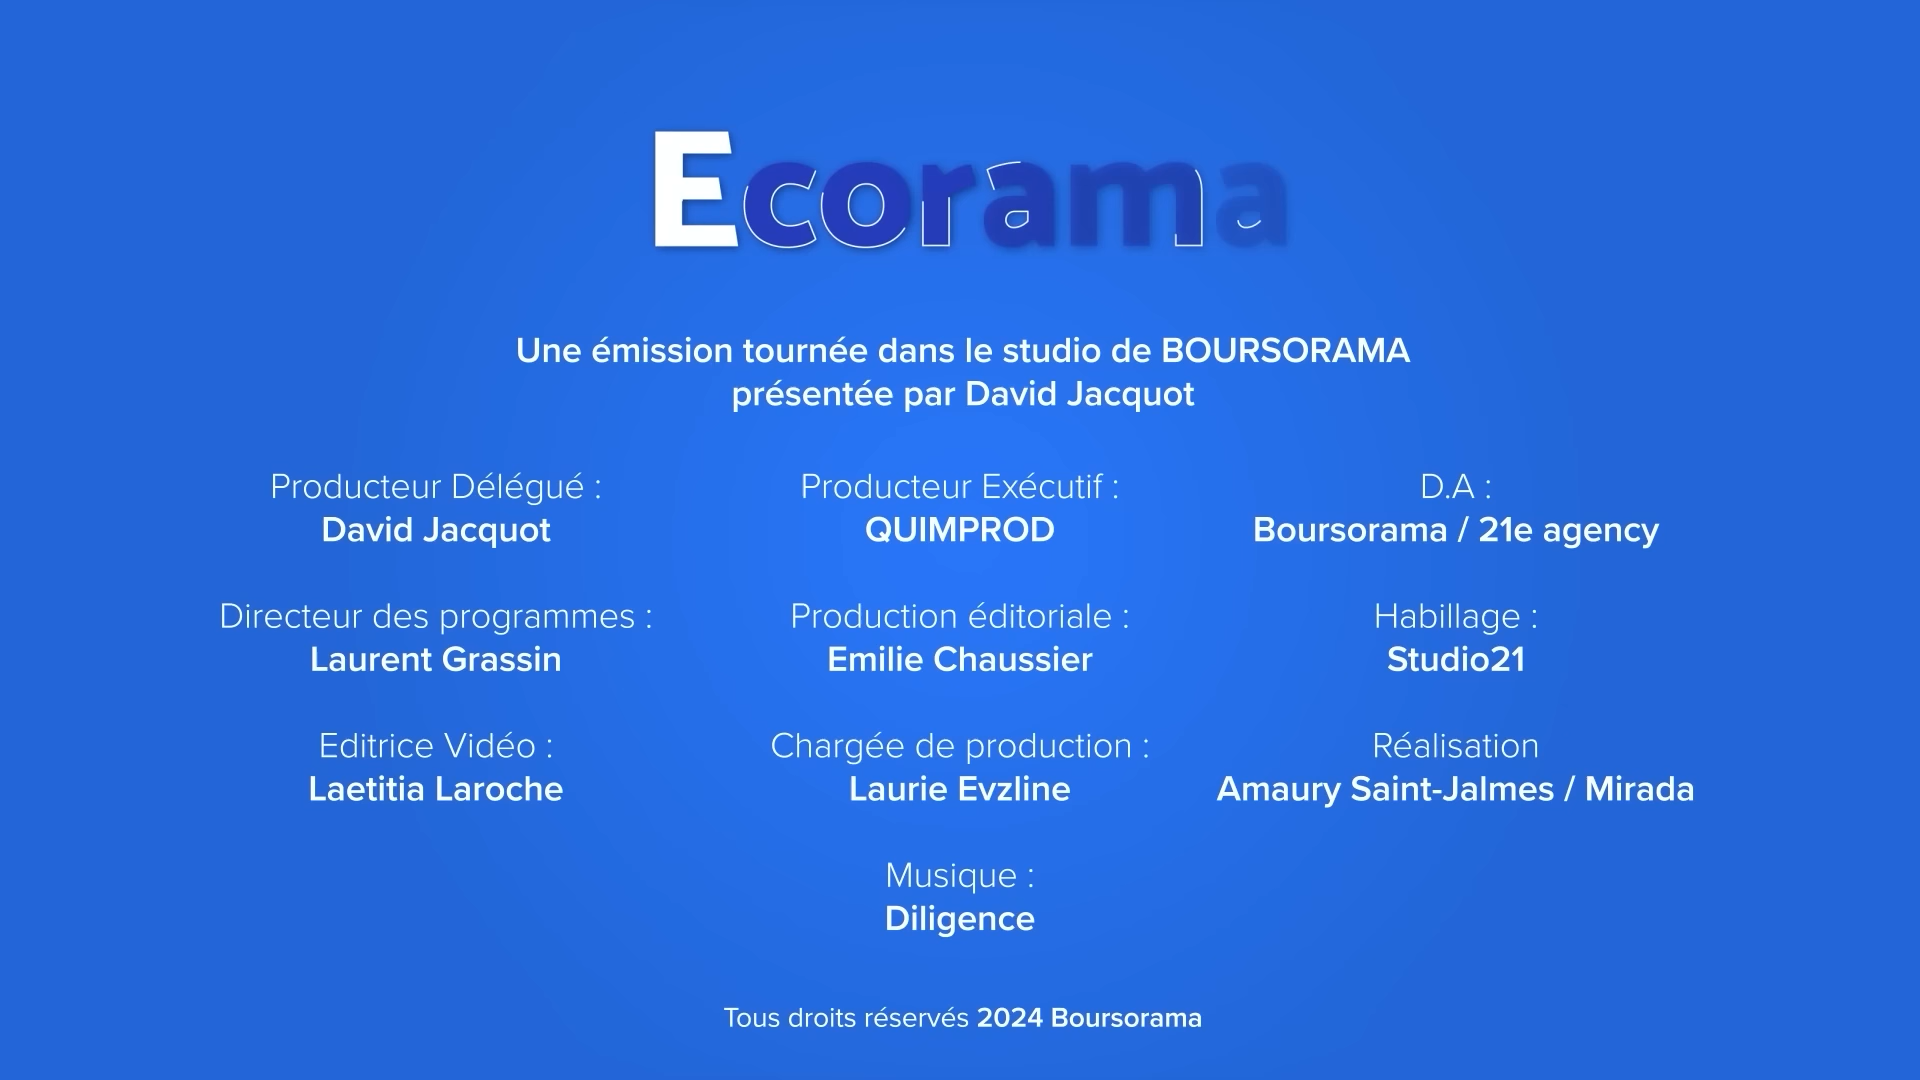 Ecorama
Une émission tournée dans le studio de BOURSORAMA
présentée par David Jacquot
Producteur Délégué :
David Jacquot
Directeur des programmes :
Laurent Grassin
Editrice Vidéo :
Laetitia Laroche
Producteur Exécutif :
QUIMPROD
Production éditoriale :
Emilie Chaussier
Chargée de production :
Laurie Evzline
Musique :
Diligence
D.A :
Boursorama / 21e agency
Habillage :
Studio21
Réalisation
Amaury Saint-Jalmes / Mirada
Tous droits réservés 2024 Boursorama